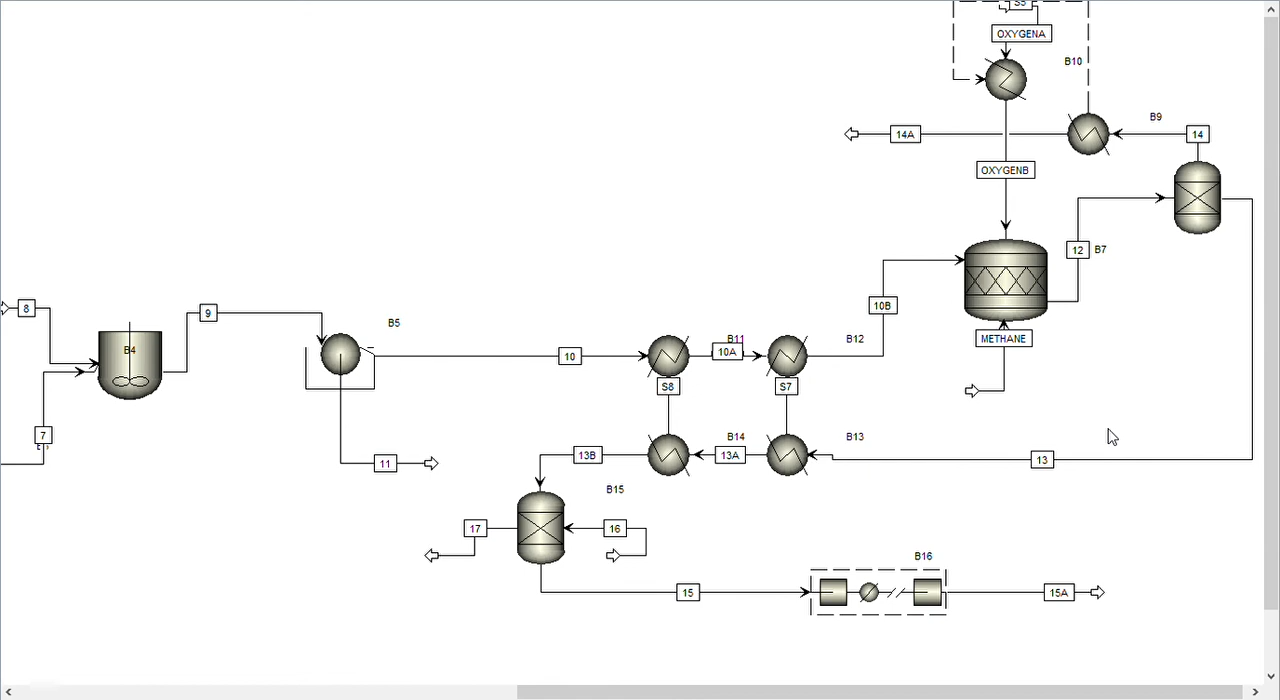 S5
OXYGENA
B10
B9
14A
14
OXYGENB
12
B7
8
9
10B
B5
B11
B12
METHANE
B4
10
10A
S8
S7
7
B14
B13
11
13B
13A
13
B15
17
16
B16
15
15A